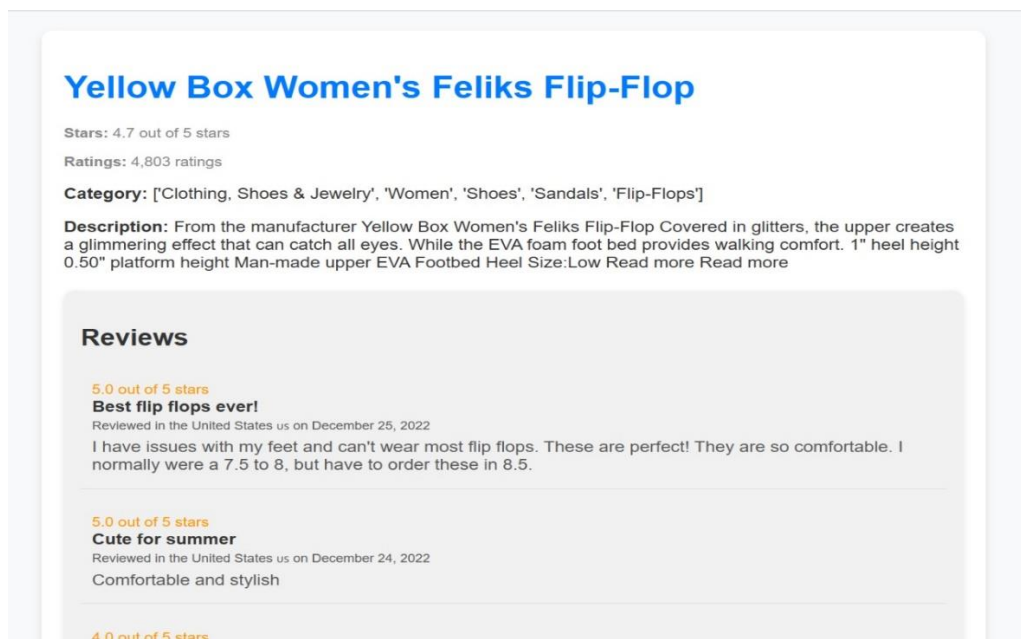 Yellow Box Women's Feliks Flip-Flop
Stars: 4.7 out of 5 stars
Ratings: 4,803 ratings
Category: ['Clothing, Shoes & Jewelry', 'Women', 'Shoes', 'Sandals', 'Flip-Flops']
Description: From the manufacturer Yellow Box Women's Feliks Flip-Flop Covered in glitters, the upper creates
a glimmering effect that can catch all eyes. While the EVA foam foot bed provides walking comfort. 1" heel height
0.50" platform height Man-made upper EVA Footbed Heel Size:Low Read more Read more
Reviews
5.0 out of 5 stars
Best flip flops ever!
Reviewed in the United States us on December 25, 2022
I have issues with my feet and can't wear most flip flops. These are perfect! They are so comfortable. I
normally were a 7.5 to 8, but have to order these in 8.5.
5.0 out of 5 stars
Cute for summer
Reviewed in the United States us on December 24, 2022
Comfortable and stylish
4.0 out of 5 stars